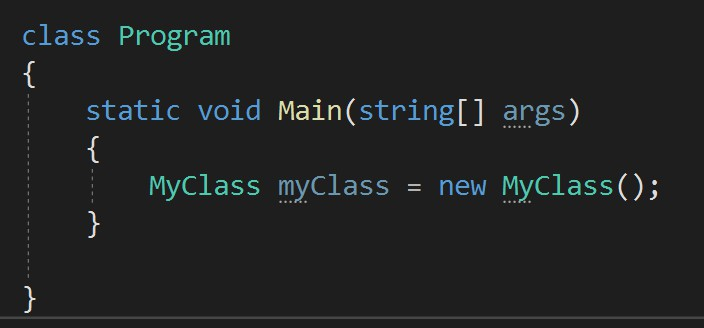 class Program
{
static void Main(string[] args)
{
MyClass myClass = new MyClass();
}
}